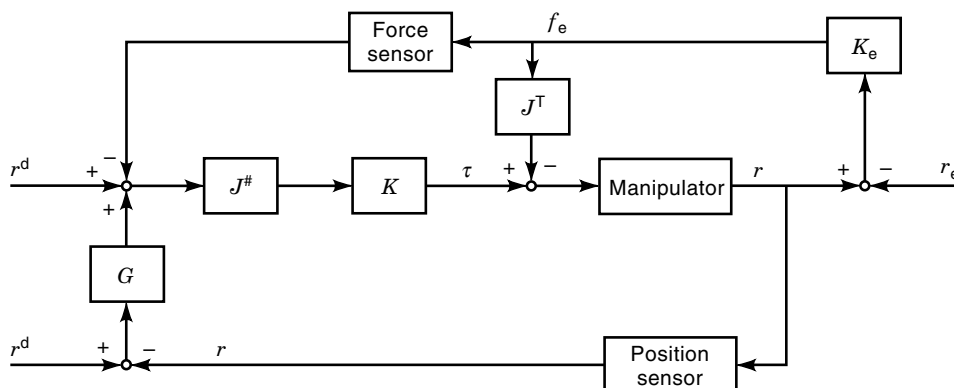 Force
sensor
f_e
K_e
J^T
r^d
+
−
+
J^#
K
τ
+
−
Manipulator
r
+
−
r_e
G
r^d
+
−
r
Position
sensor